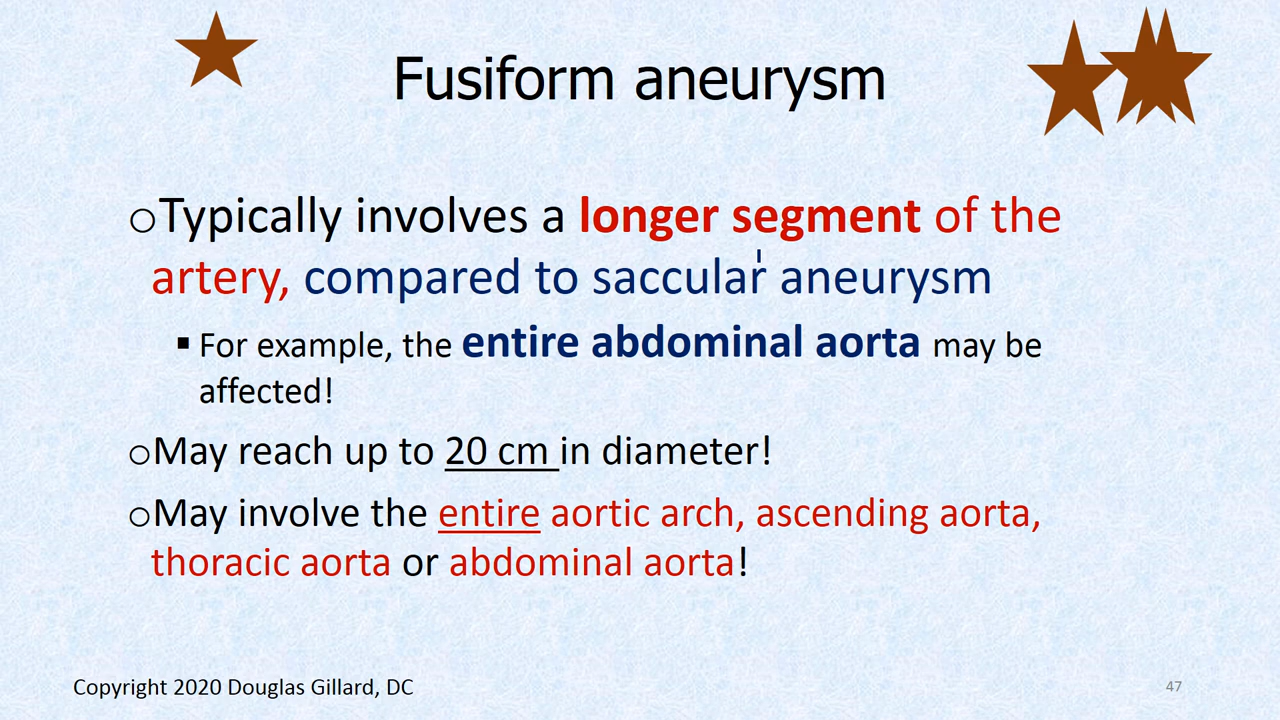 Fusiform aneurysm
oTypically involves a longer segment of the
artery, compared to saccular aneurysm
▪ For example, the entire abdominal aorta may be
affected!
oMay reach up to 20 cm in diameter!
oMay involve the entire aortic arch, ascending aorta,
thoracic aorta or abdominal aorta!
Copyright 2020 Douglas Gillard, DC
47